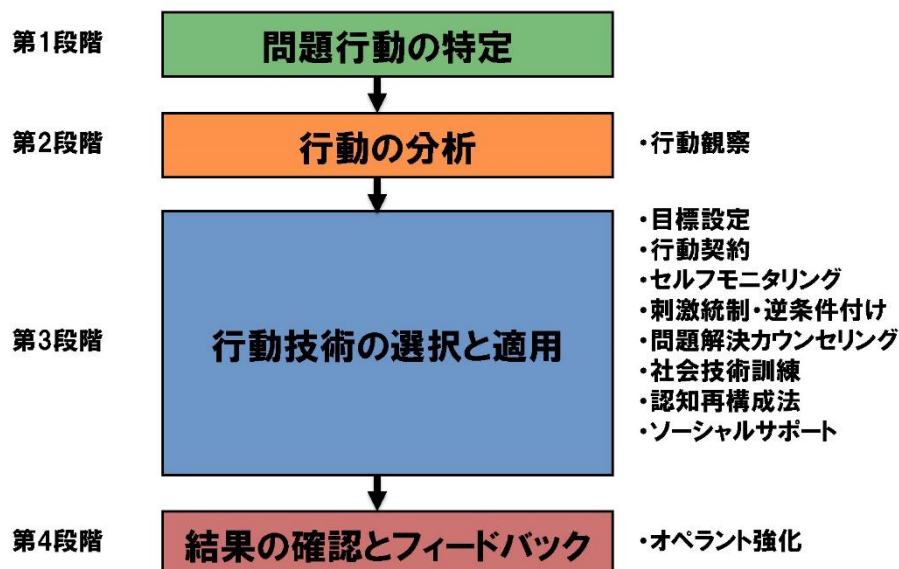 第1段階
問題行動の特定
第2段階
行動の分析
・行動観察
第3段階
行動技術の選択と適用
・目標設定
・行動契約
・セルフモニタリング
・刺激統制・逆条件付け
・問題解決カウンセリング
・社会技術訓練
・認知再構成法
・ソーシャルサポート
第4段階
結果の確認とフィードバック
・オペラント強化